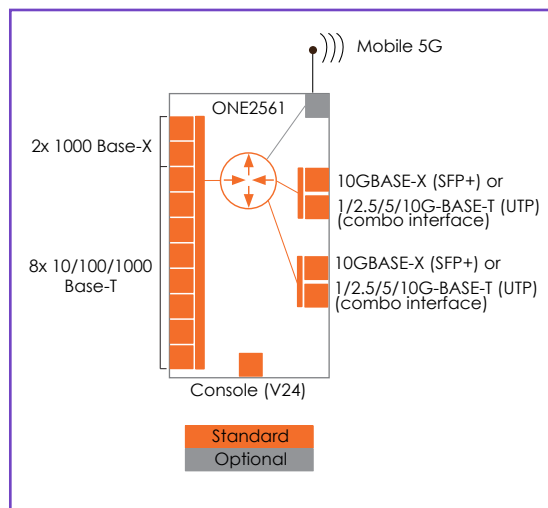 Mobile 5G
ONE2561
2x 1000 Base-X
10GBASE-X (SFP+) or
1/2.5/5/10G-BASE-T (UTP)
(combo interface)
8x 10/100/1000
Base-T
10GBASE-X (SFP+) or
1/2.5/5/10G-BASE-T (UTP)
(combo interface)
Console (V24)
Standard
Optional